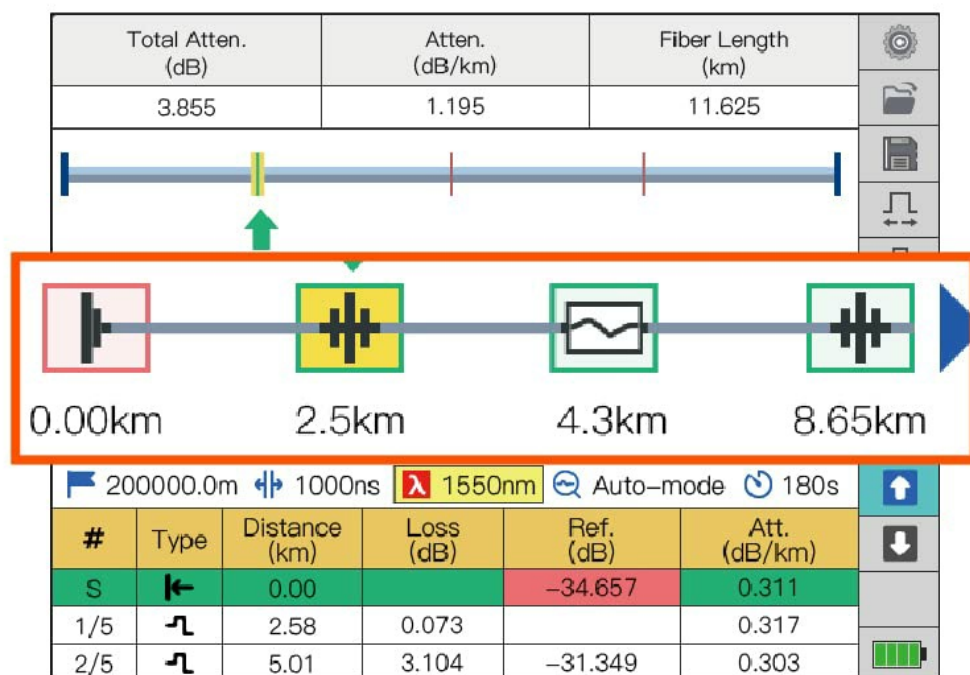 Total Atten. (dB) Atten. (dB/km) Fiber Length (km)
3.855 1.195 11.625
0.00km 2.5km 4.3km 8.65km
200000.0m 1000ns λ 1550nm Auto-mode 180s
# Type Distance (km) Loss (dB) Ref. (dB) Att. (dB/km)
S 0.00 -34.657 0.311
1/5 2.58 0.073 0.317
2/5 5.01 3.104 -31.349 0.303